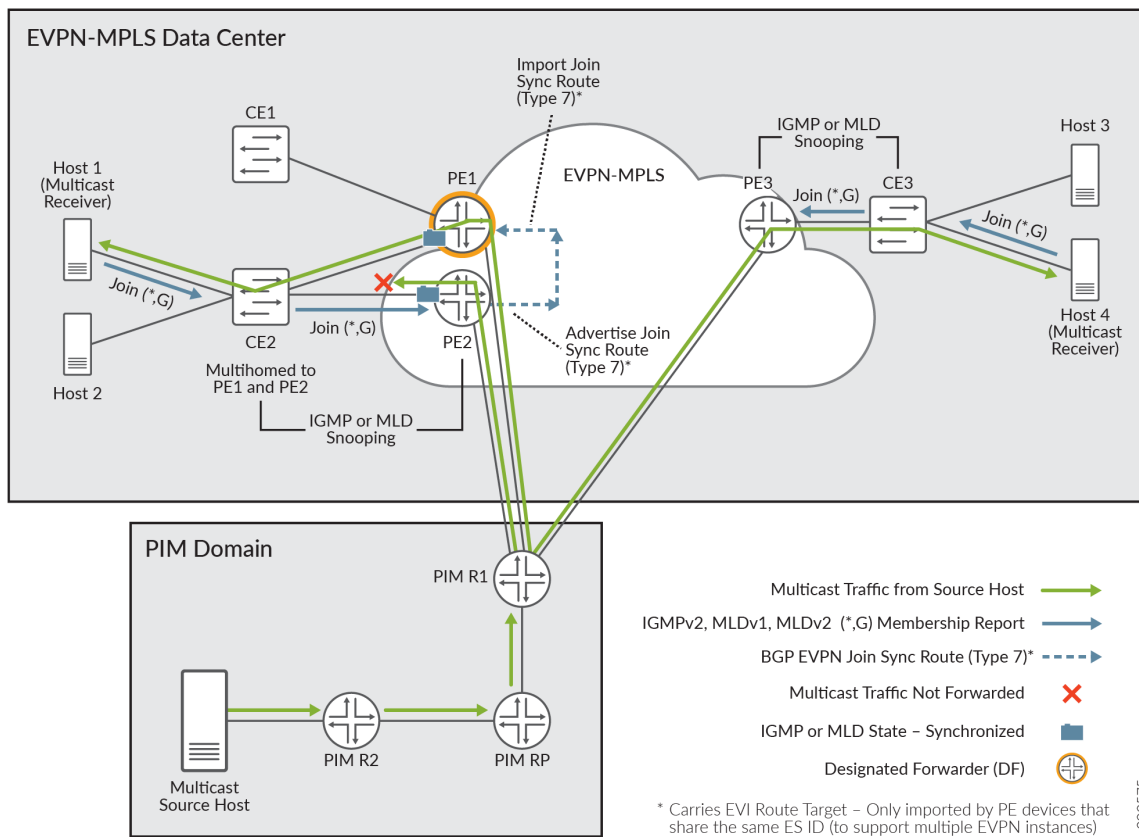 EVPN-MPLS Data Center
Import Join
Sync Route
(Type 7)*
CE1
IGMP or MLD
Snooping
Host 3
Host 1
(Multicast
Receiver)
PE1
EVPN-MPLS
PE3
CE3
Join (*,G)
Join (*,G)
Join (*,G)
Join (*,G)
CE2
PE2
Advertise Join
Sync Route
(Type 7)*
Host 4
(Multicast
Receiver)
Host 2
Multihomed to
PE1 and PE2
IGMP or MLD
Snooping
PIM Domain
PIM R1
PIM R2
PIM RP
Multicast
Source Host
Multicast Traffic from Source Host
IGMPv2, MLDv1, MLDv2 (*,G) Membership Report
BGP EVPN Join Sync Route (Type 7)*
Multicast Traffic Not Forwarded
IGMP or MLD State – Synchronized
Designated Forwarder (DF)
* Carries EVI Route Target – Only imported by PE devices that
share the same ES ID (to support multiple EVPN instances)